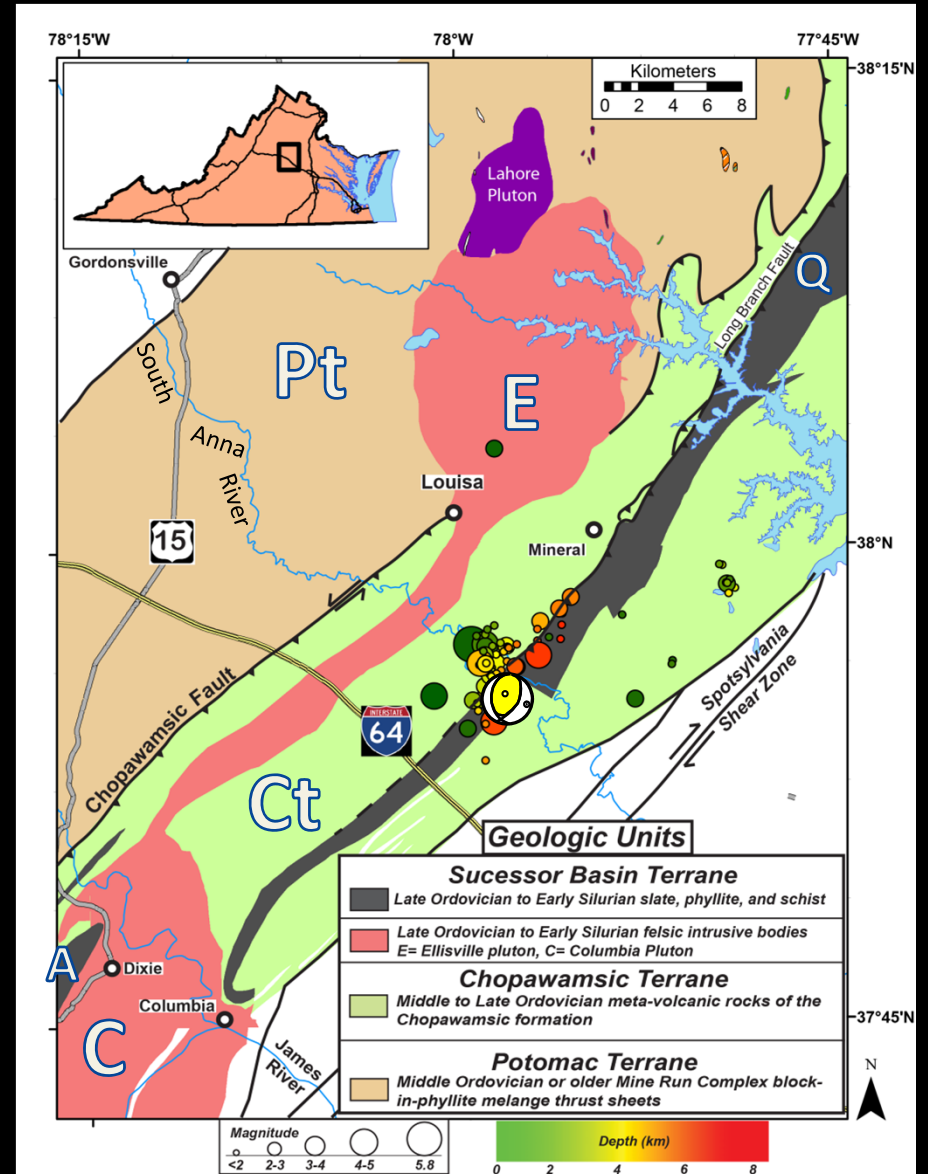 78°15'W
78°W
77°45'W
38°15'N
Kilometers
0 2 4 6 8
Lahore
Pluton
Gordonsville
Long Branch Fault
Q
South
Anna
River
Pt
E
Louisa
15
Mineral
38°N
Chopawamsic Fault
INTERSTATE
64
Spotsylvania
Shear Zone
Ct
A
Dixie
Columbia
C
James
River
37°45'N
N
Geologic Units
Sucessor Basin Terrane
Late Ordovician to Early Silurian slate, phyllite, and schist
Late Ordovician to Early Silurian felsic intrusive bodies
E= Ellisville pluton, C= Columbia Pluton
Chopawamsic Terrane
Middle to Late Ordovician meta-volcanic rocks of the
Chopawamsic formation
Potomac Terrane
Middle Ordovician or older Mine Run Complex block-
in-phyllite melange thrust sheets
Magnitude
<2 2-3 3-4 4-5 5.8
Depth (km)
0 2 4 6 8